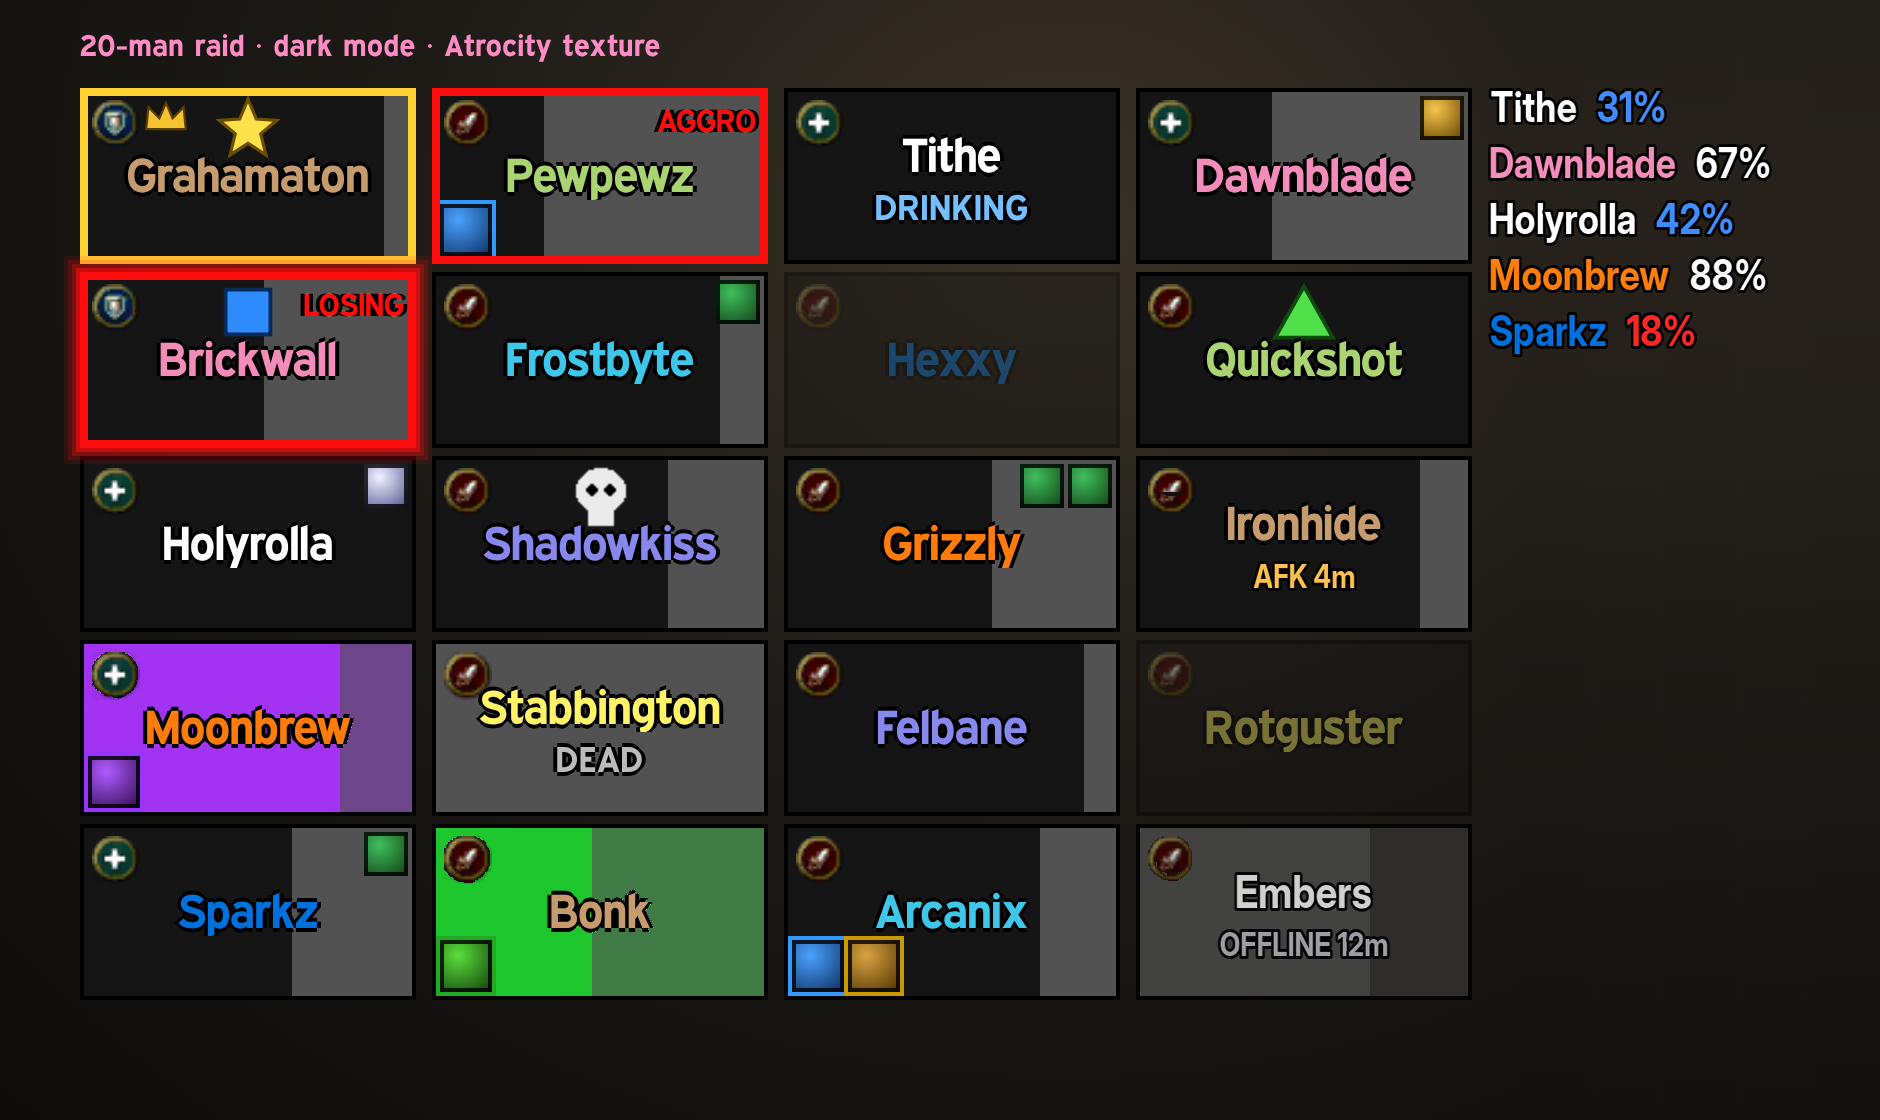 20-man raid · dark mode · Atrocity texture
Grahamaton
AGGRO
Pewpewz
Tithe
DRINKING
Dawnblade
Tithe 31%
Dawnblade 67%
Holyrolla 42%
Moonbrew 88%
Sparkz 18%
LOSING
Brickwall
Frostbyte
Hexxy
Quickshot
Holyrolla
Shadowkiss
Grizzly
Ironhide
AFK 4m
Moonbrew
Stabbington
DEAD
Felbane
Rotguster
Sparkz
Bonk
Arcanix
Embers
OFFLINE 12m